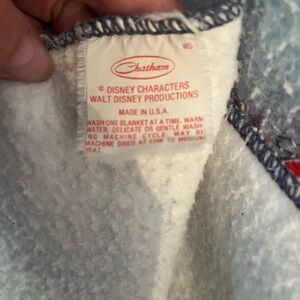 Chatham
© DISNEY CHARACTERS
WALT DISNEY PRODUCTIONS
MADE IN U.S.A.
WASH ONE BLANKET AT A TIME. WARM
WATER. DELICATE OR GENTLE WASH
ING MACHINE CYCLE. MAY BE
MACHINE DRIED AT LOW TO MEDIUM
HEAT.